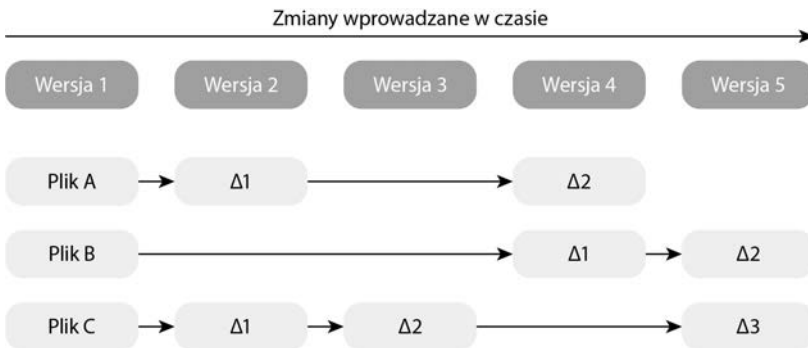 Zmiany wprowadzane w czasie
Wersja 1 Wersja 2 Wersja 3 Wersja 4 Wersja 5
Plik A Δ1 Δ2
Plik B Δ1 Δ2
Plik C Δ1 Δ2 Δ3